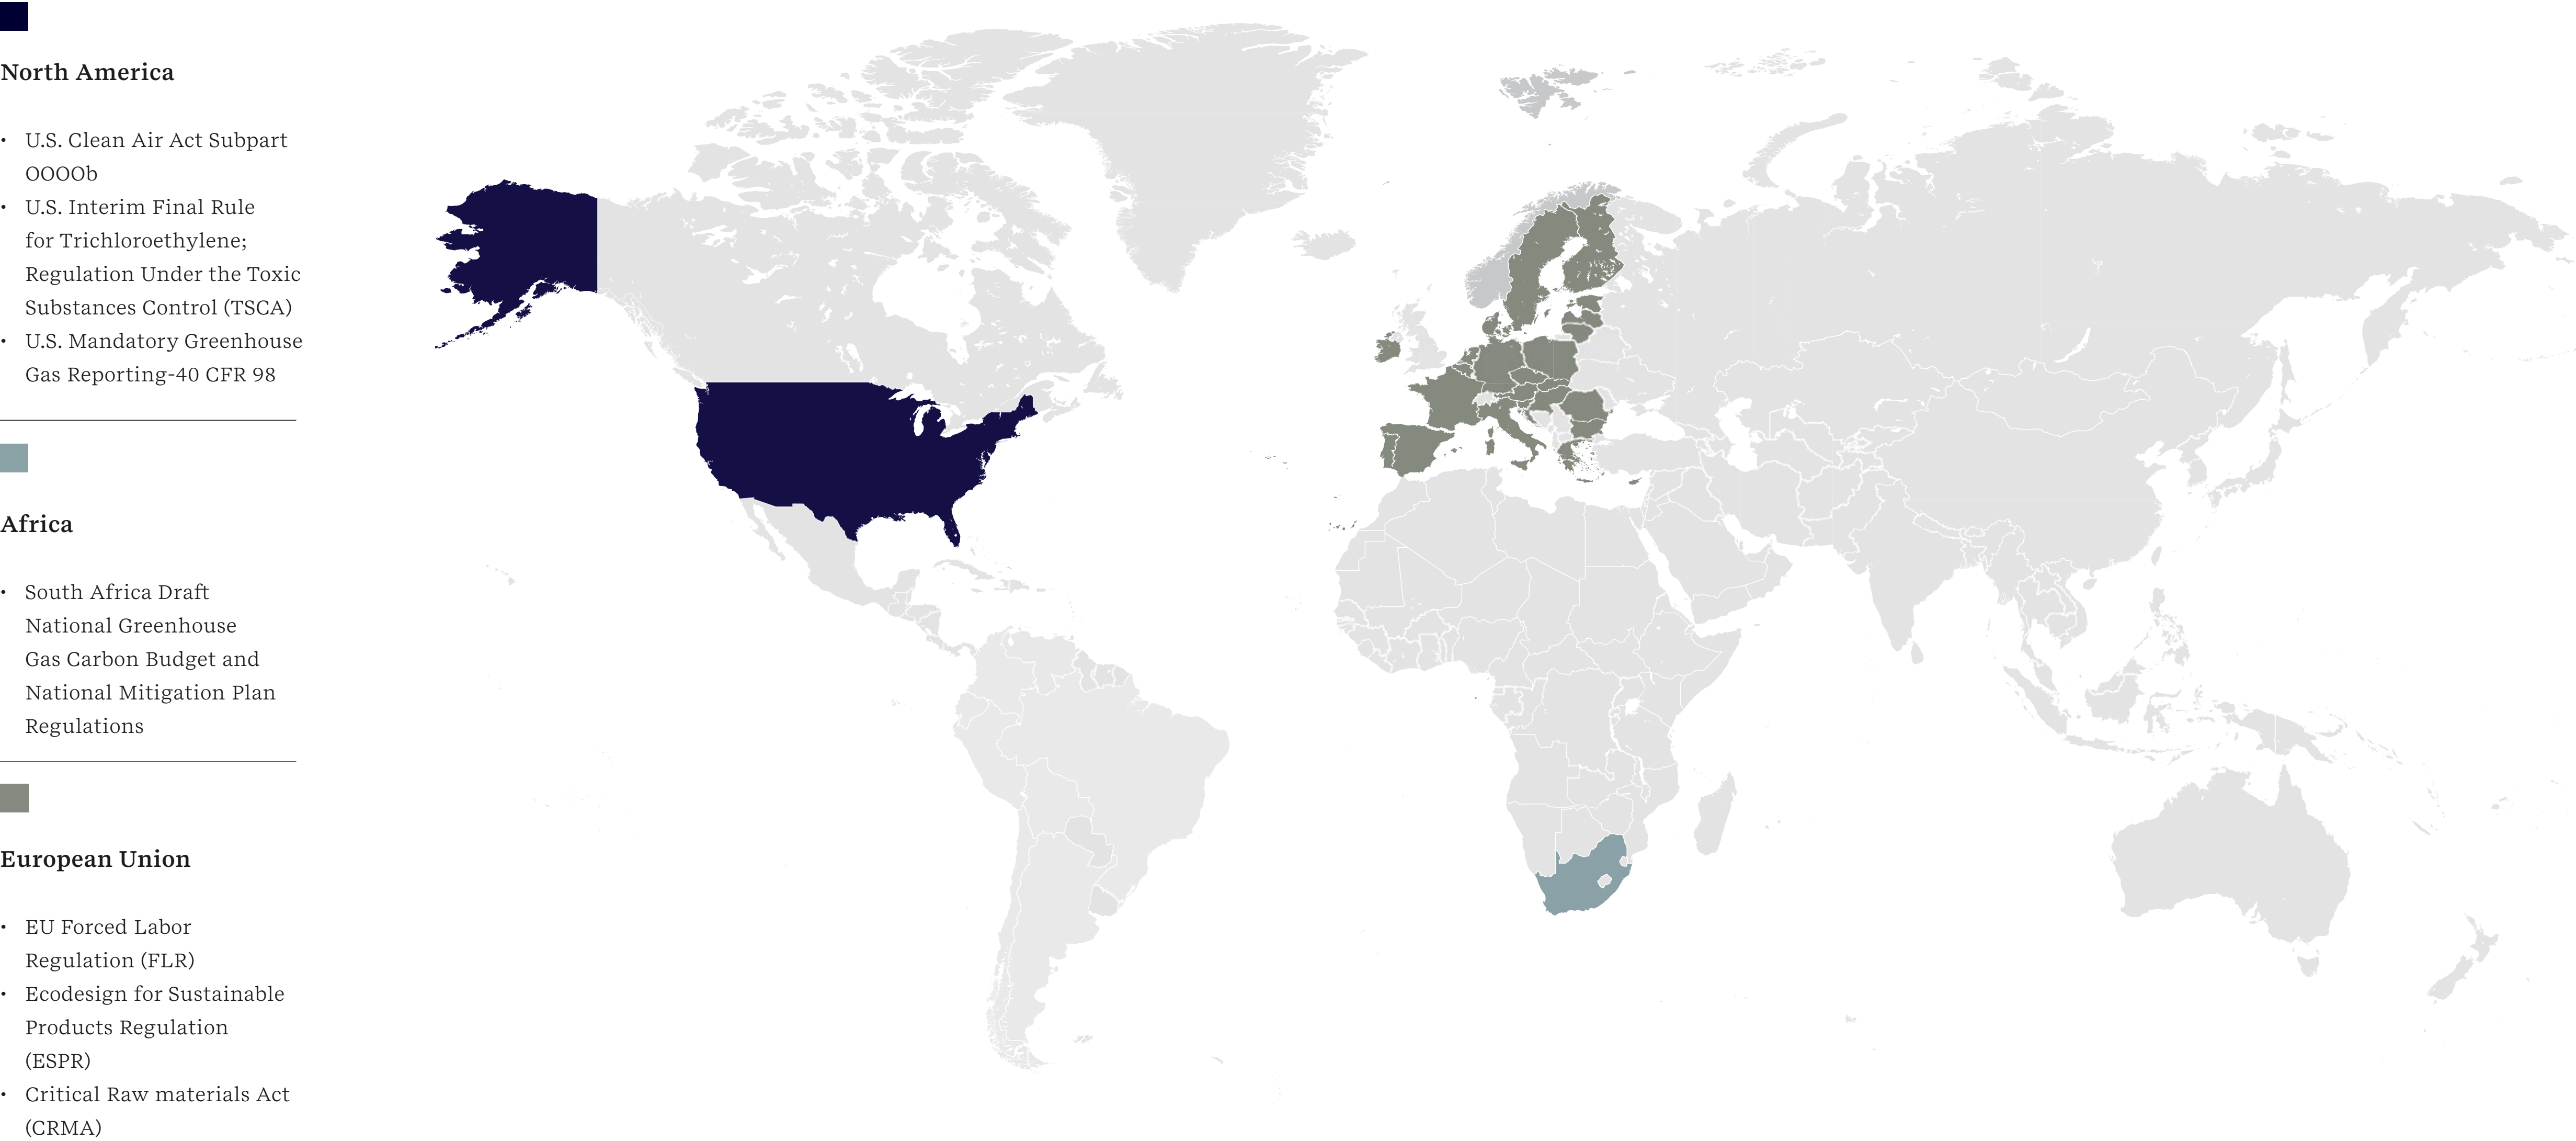 North America
• U.S. Clean Air Act Subpart
OOOOb
• U.S. Interim Final Rule
for Trichloroethylene;
Regulation Under the Toxic
Substances Control (TSCA)
• U.S. Mandatory Greenhouse
Gas Reporting-40 CFR 98
Africa
• South Africa Draft
National Greenhouse
Gas Carbon Budget and
National Mitigation Plan
Regulations
European Union
• EU Forced Labor
Regulation (FLR)
• Ecodesign for Sustainable
Products Regulation
(ESPR)
• Critical Raw materials Act
(CRMA)